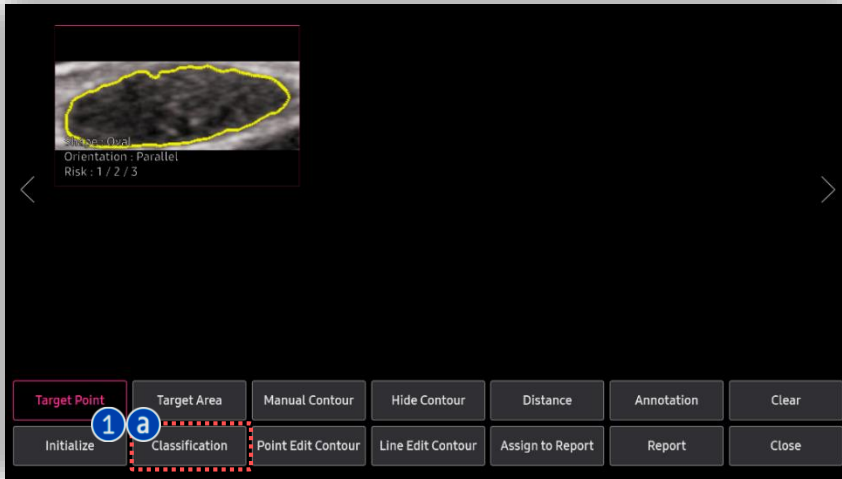 Shape : Oval
Orientation : Parallel
Risk : 1 / 2 / 3
Target Point Target Area Manual Contour Hide Contour Distance Annotation Clear
1 a
Initialize Classification Point Edit Contour Line Edit Contour Assign to Report Report Close